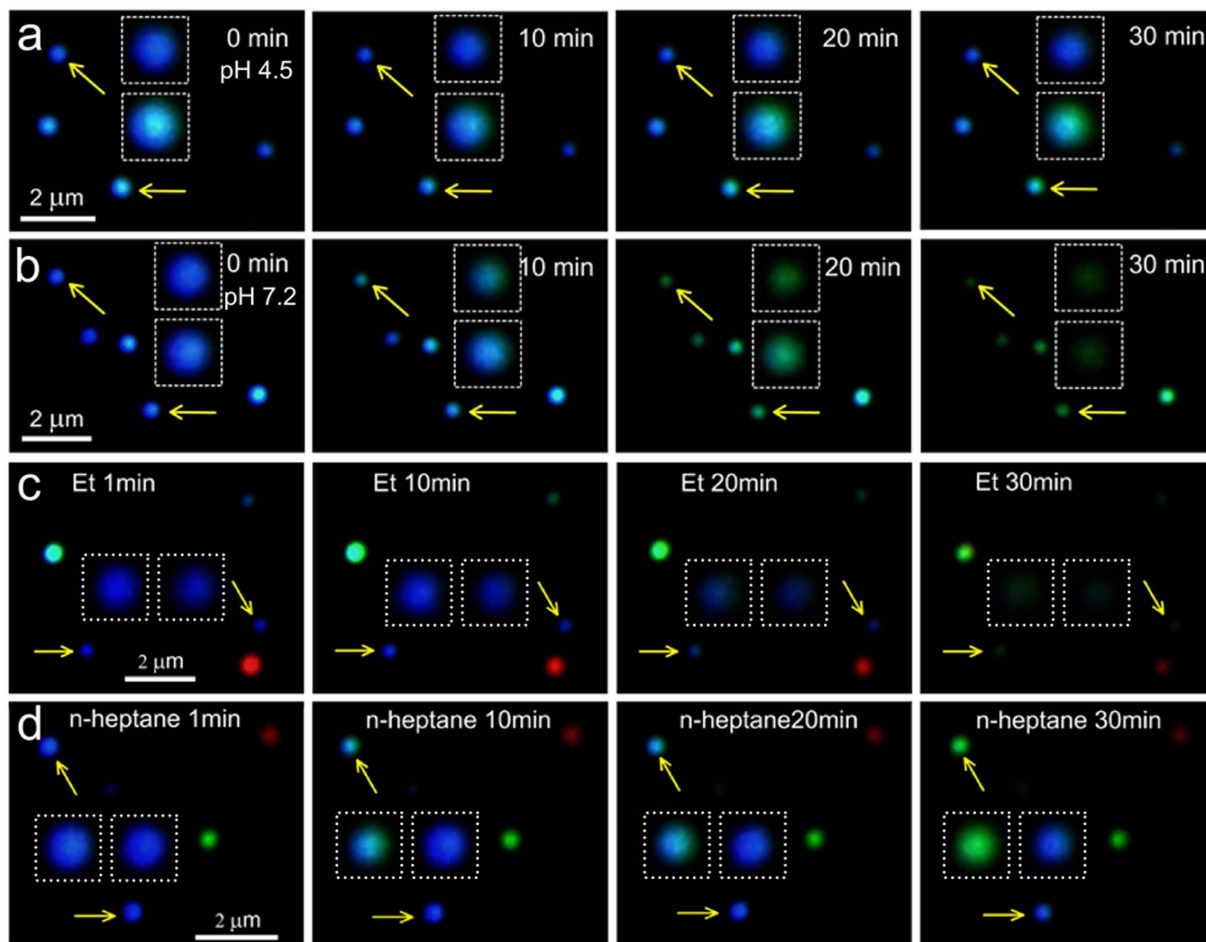 a
0 min
pH 4.5
10 min
20 min
30 min
2 μm
b
0 min
pH 7.2
10 min
20 min
30 min
2 μm
c
Et 1min
Et 10min
Et 20min
Et 30min
2 μm
d
n-heptane 1min
n-heptane 10min
n-heptane20min
n-heptane 30min
2 μm